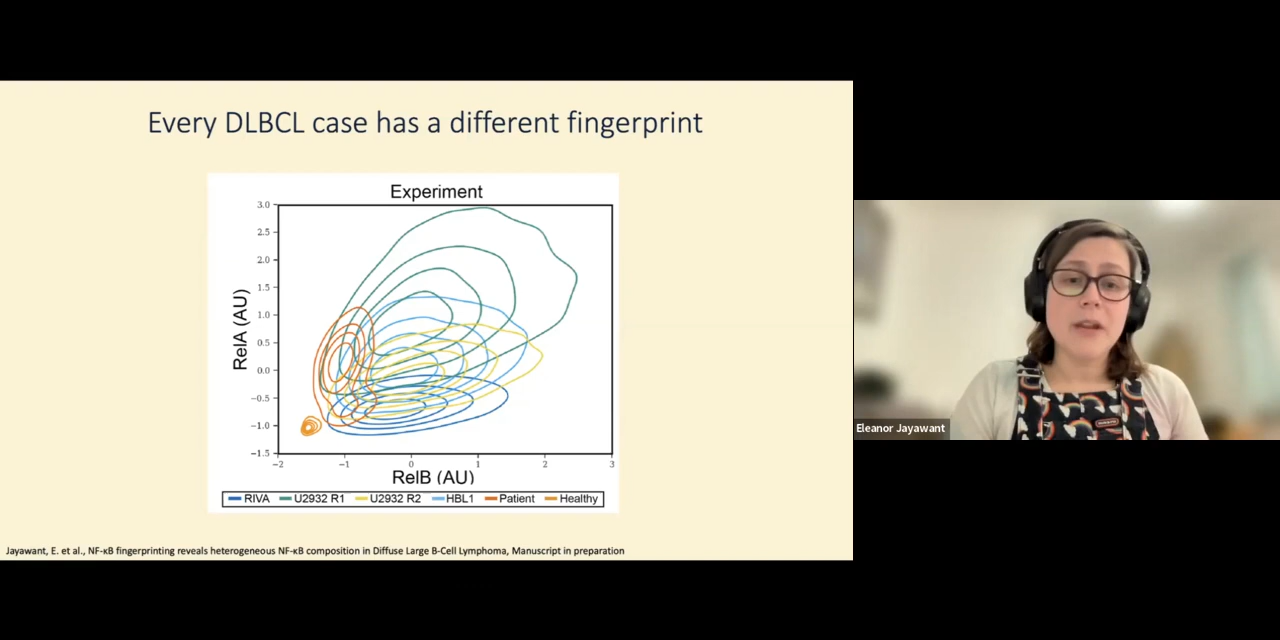 Every DLBCL case has a different fingerprint
Experiment
3.0
2.5
2.0
1.5
1.0
0.5
0.0
−0.5
−1.0
−1.5
RelA (AU)
−2
−1
0
1
2
3
RelB (AU)
RIVA
U2932 R1
U2932 R2
HBL1
Patient
Healthy
Jayawant, E. et al., NF-κB fingerprinting reveals heterogeneous NF-κB composition in Diffuse Large B-Cell Lymphoma, Manuscript in preparation
Eleanor Jayawant